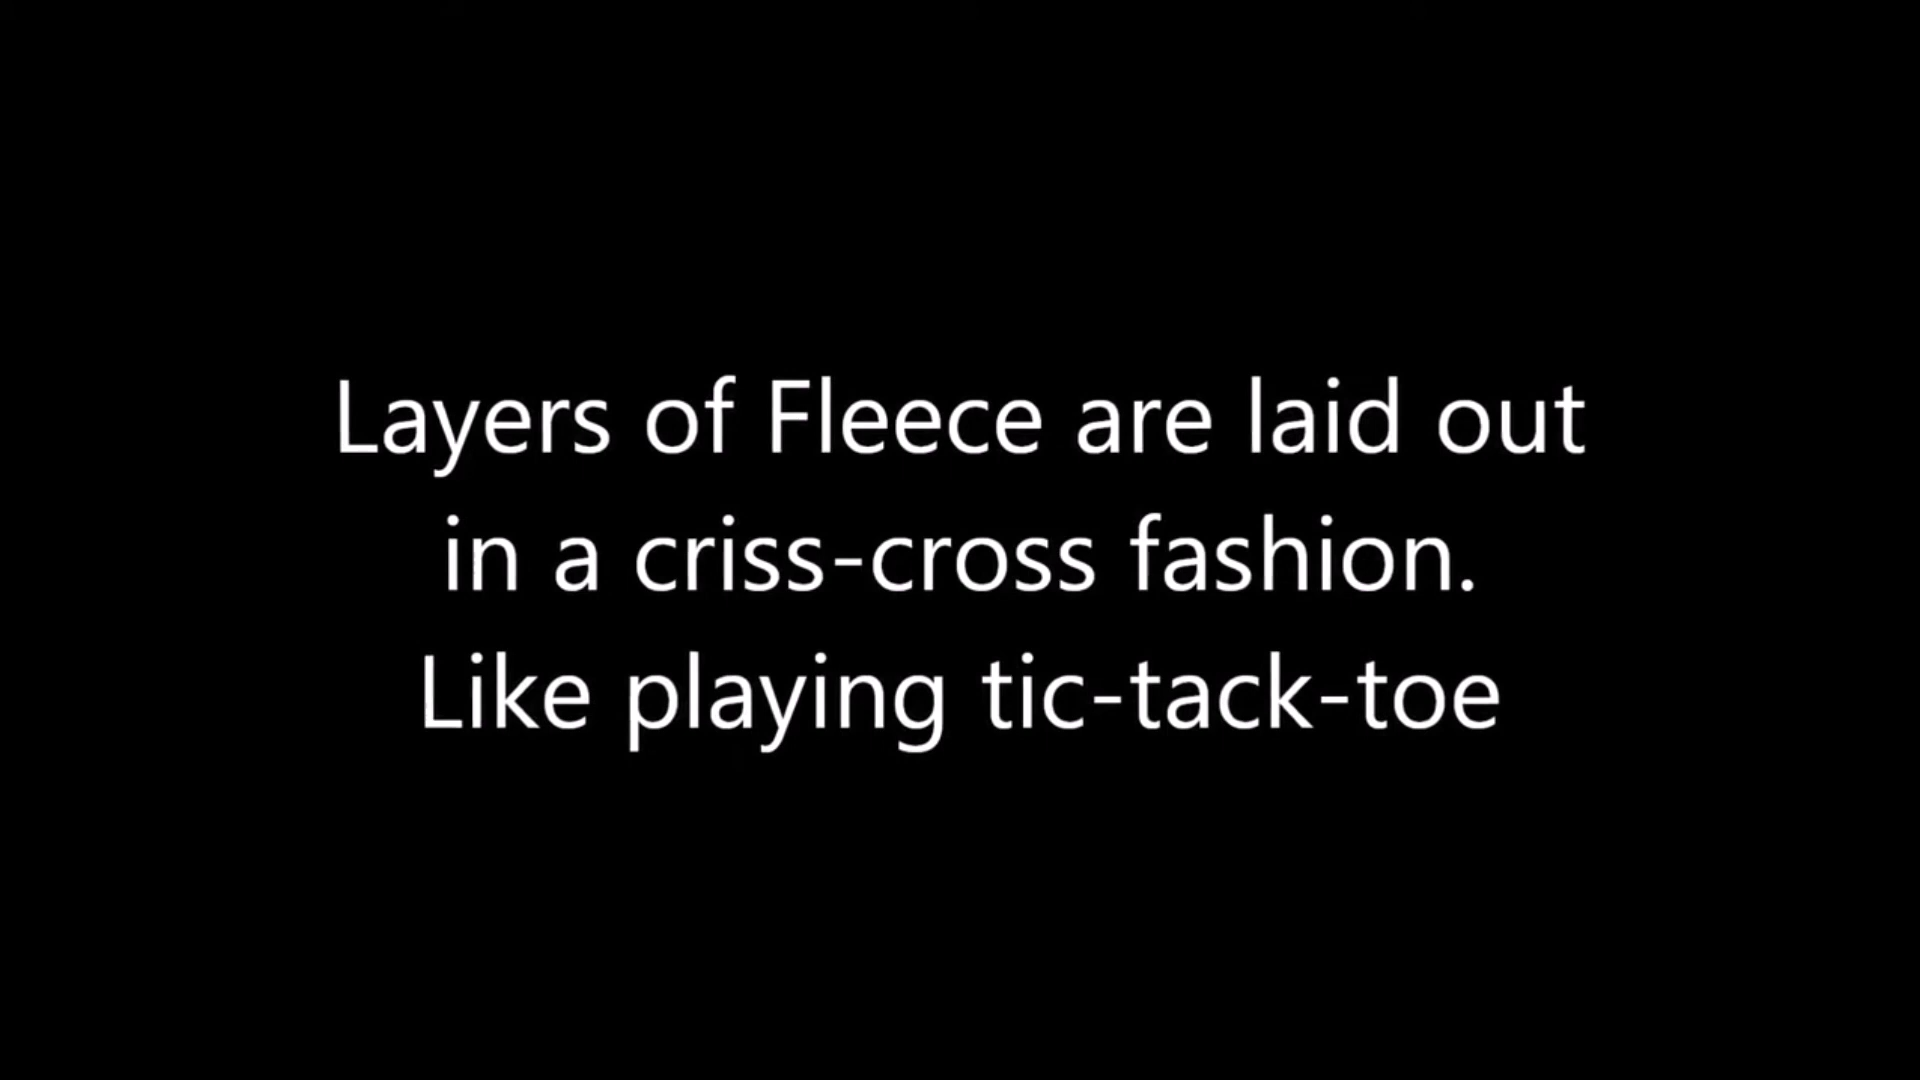 Layers of Fleece are laid out
in a criss-cross fashion.
Like playing tic-tack-toe